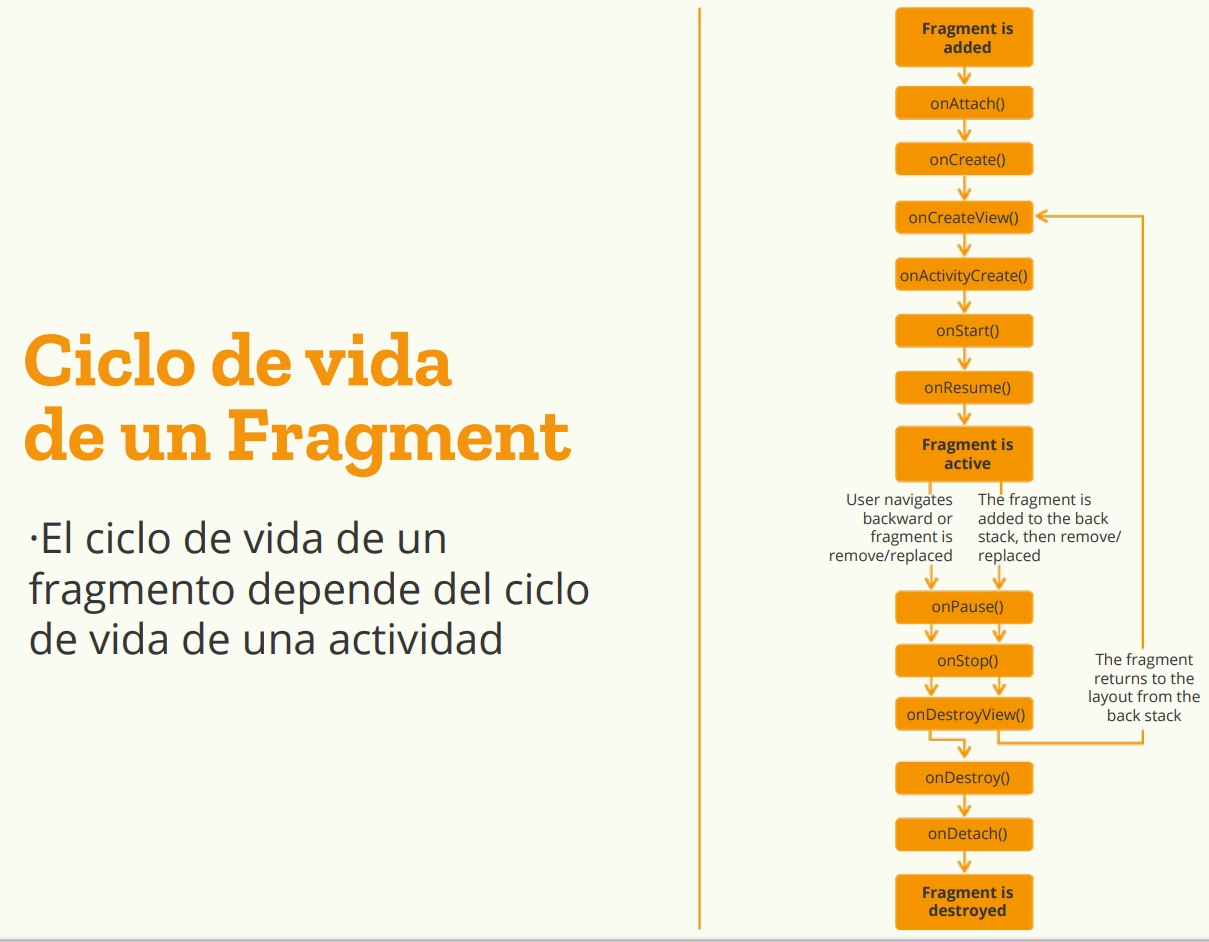 Ciclo de vida
de un Fragment
·El ciclo de vida de un
fragmento depende del ciclo
de vida de una actividad
Fragment is
added
onAttach()
onCreate()
onCreateView()
onActivityCreate()
onStart()
onResume()
Fragment is
active
User navigates
backward or
fragment is
remove/replaced
The fragment is
added to the back
stack, then remove/
replaced
onPause()
onStop()
onDestroyView()
The fragment
returns to the
layout from the
back stack
onDestroy()
onDetach()
Fragment is
destroyed